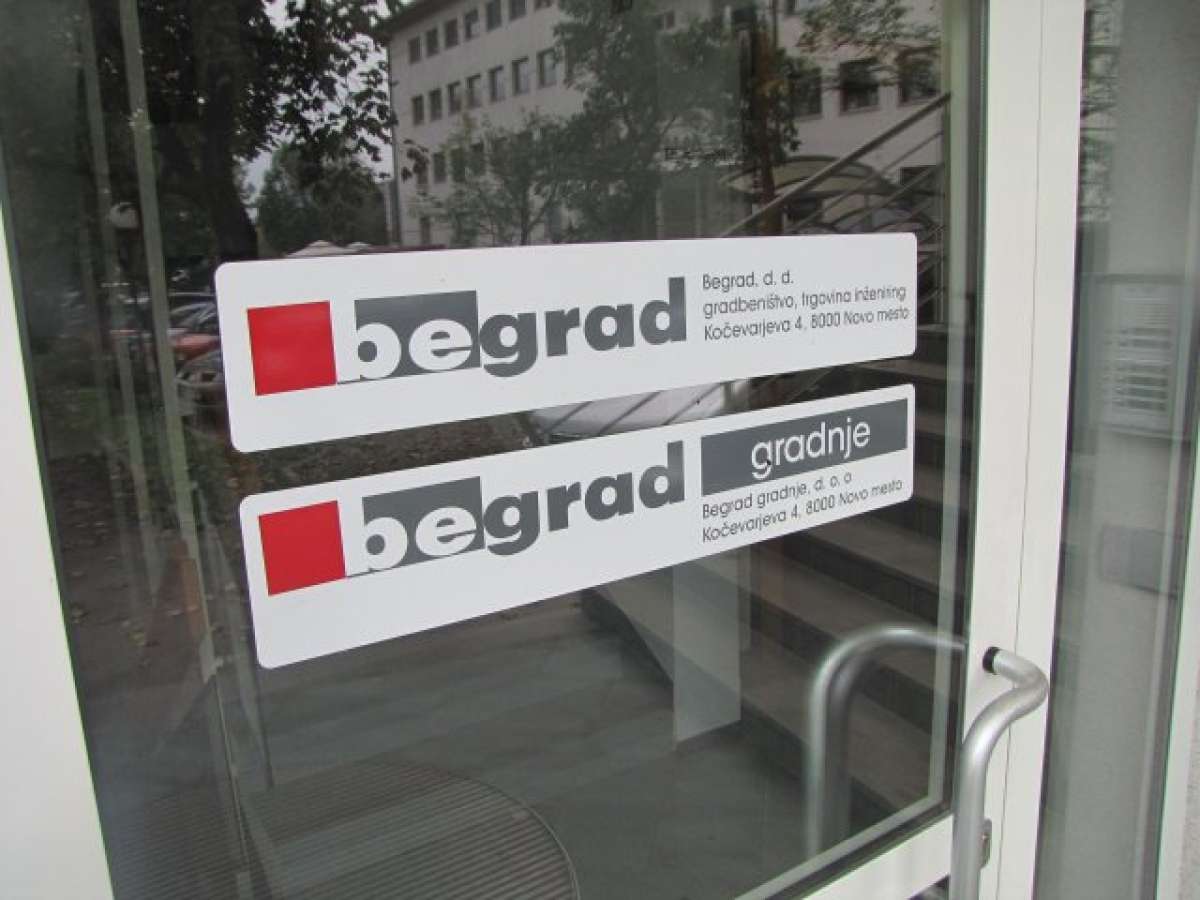 begrad
Begrad, d. d.
gradbeništvo, trgovina inženiring
Kočevarjeva 4, 8000 Novo mesto
begrad
gradnje
Begrad gradnje, d. o. o
Kočevarjeva 4, 8000 Novo mesto